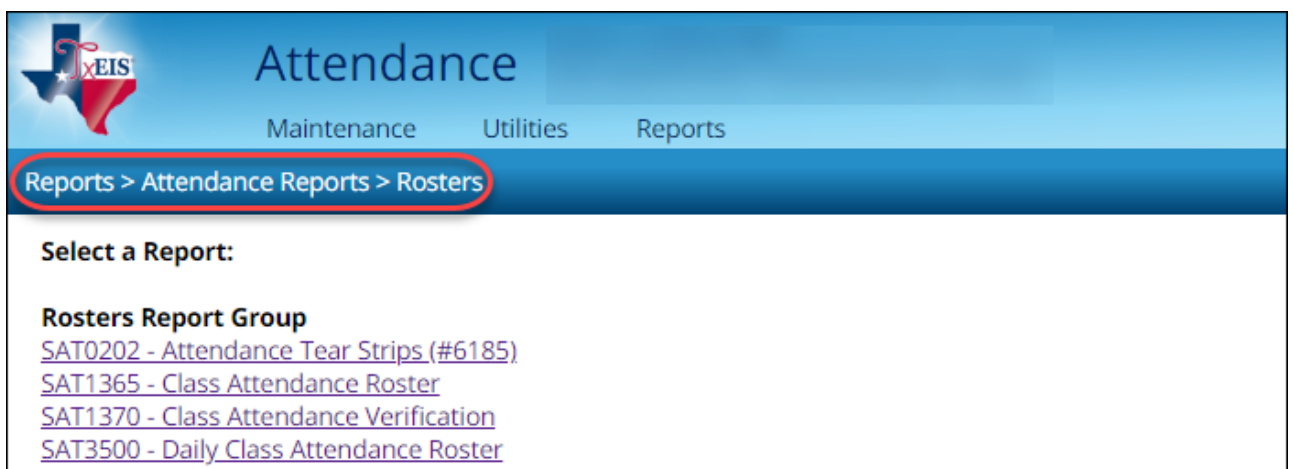 TxEIS
Attendance
Maintenance Utilities Reports
Reports > Attendance Reports > Rosters
Select a Report:
Rosters Report Group
SAT0202 - Attendance Tear Strips (#6185)
SAT1365 - Class Attendance Roster
SAT1370 - Class Attendance Verification
SAT3500 - Daily Class Attendance Roster